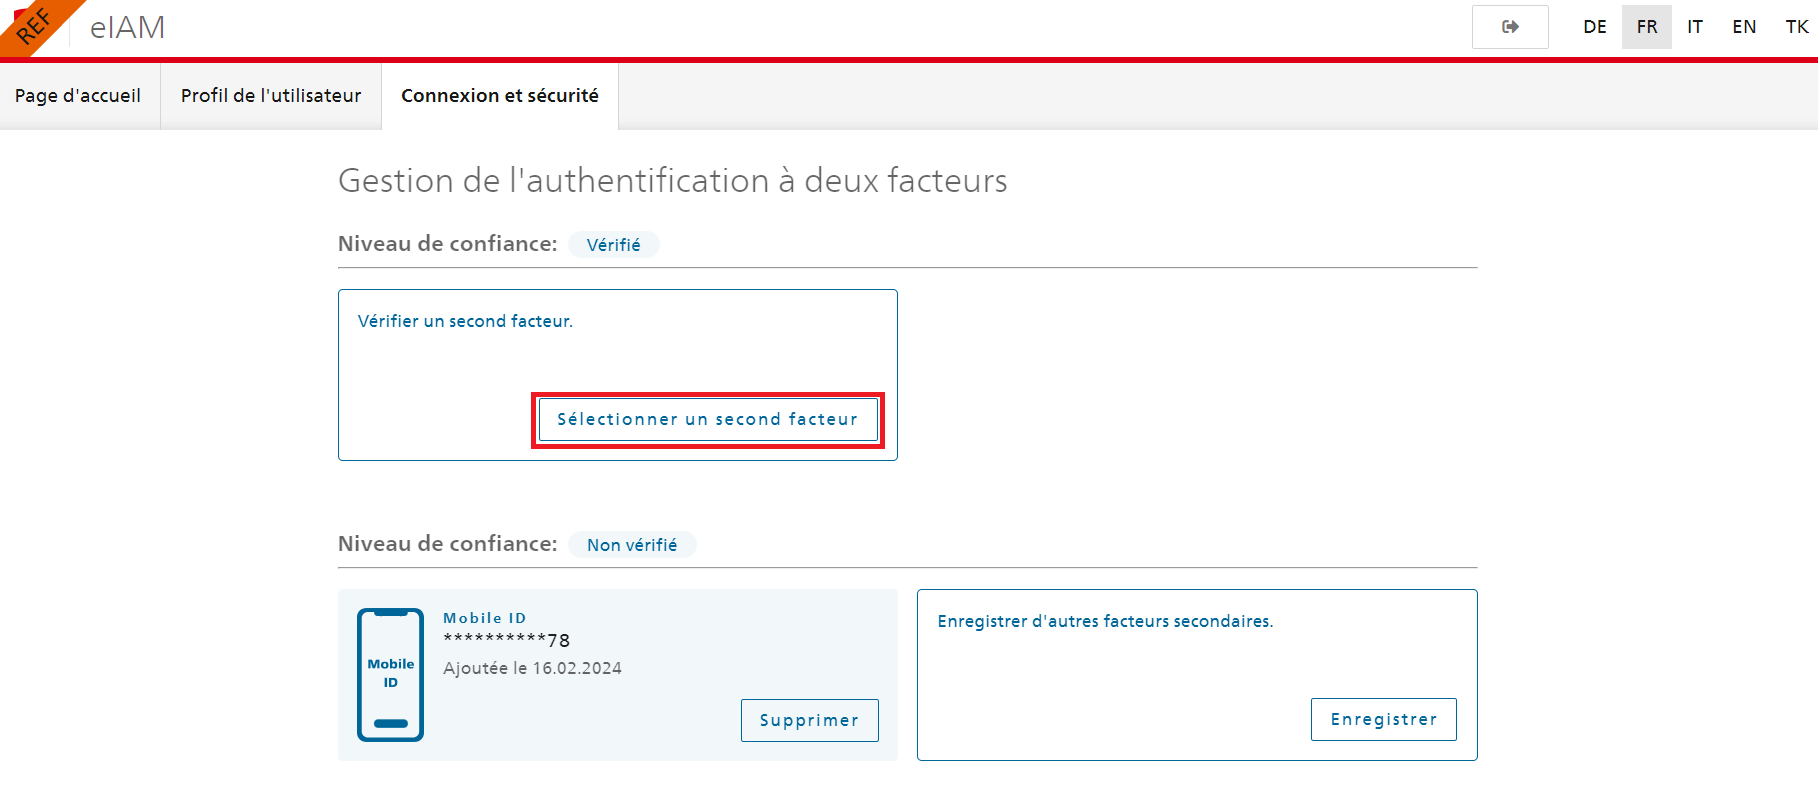 REF
eIAM
DE FR IT EN TK
Page d'accueil
Profil de l'utilisateur
Connexion et sécurité
Gestion de l'authentification à deux facteurs
Niveau de confiance: Vérifié
Vérifier un second facteur.
Sélectionner un second facteur
Niveau de confiance: Non vérifié
Mobile ID
Mobile ID
**********78
Ajoutée le 16.02.2024
Supprimer
Enregistrer d'autres facteurs secondaires.
Enregistrer